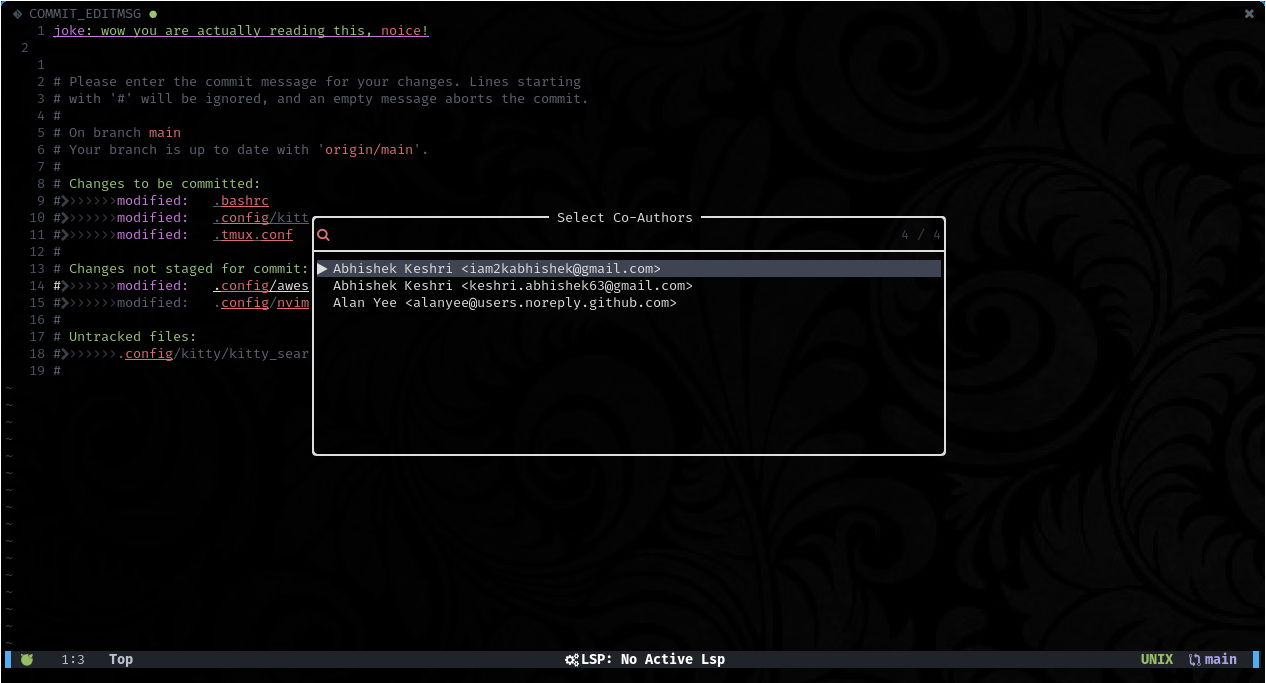 COMMIT_EDITMSG
1 joke: wow you are actually reading this, noice!
2
1
2 # Please enter the commit message for your changes. Lines starting
3 # with '#' will be ignored, and an empty message aborts the commit.
4 #
5 # On branch main
6 # Your branch is up to date with 'origin/main'.
7 #
8 # Changes to be committed:
9 # modified: .bashrc
10 # modified: .config/kitt
11 # modified: .tmux.conf
12 #
13 # Changes not staged for commit:
14 # modified: .config/awes
15 # modified: .config/nvim
16 #
17 # Untracked files:
18 # .config/kitty/kitty_sear
19 #
Select Co-Authors
4 / 4
Abhishek Keshri <iam2kabhishek@gmail.com>
Abhishek Keshri <keshri.abhishek63@gmail.com>
Alan Yee <alanyee@users.noreply.github.com>
1:3 Top LSP: No Active Lsp UNIX main